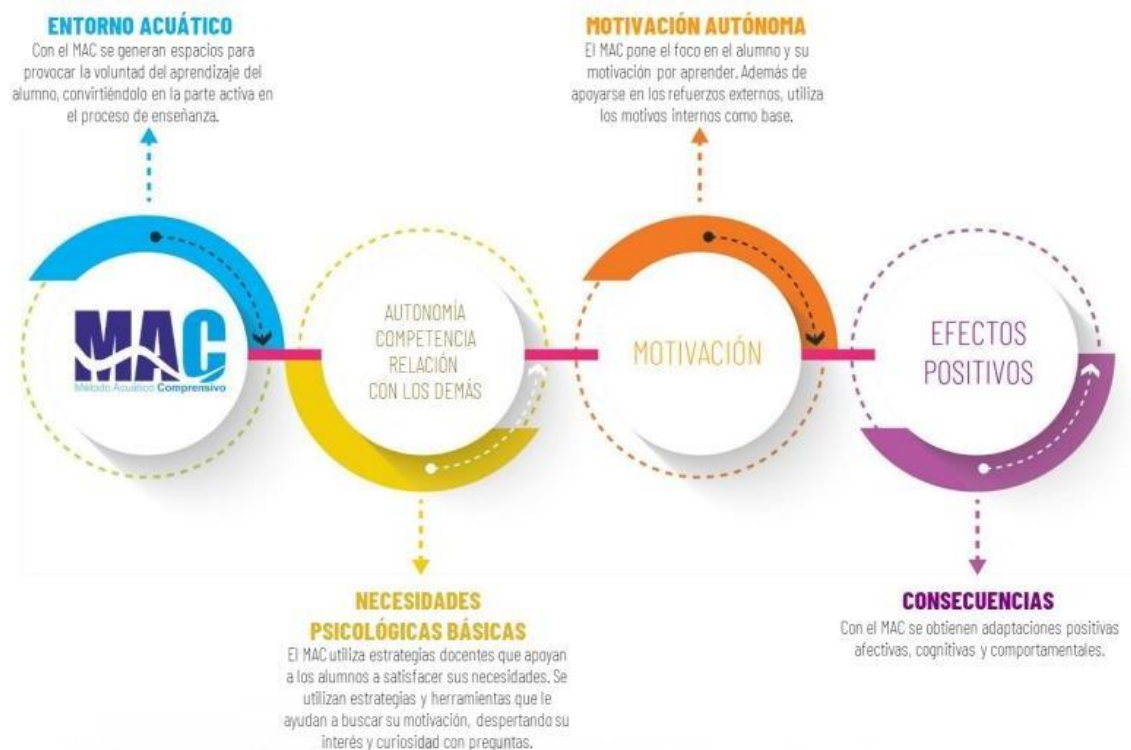 ENTORNO ACUÁTICO
Con el MAC se generan espacios para
provocar la voluntad del aprendizaje del
alumno, convirtiéndolo en la parte activa en
el proceso de enseñanza.
MOTIVACIÓN AUTÓNOMA
El MAC pone el foco en el alumno y su
motivación por aprender. Además de
apoyarse en los refuerzos externos, utiliza
los motivos internos como base.
MAC
Método Acuático Comprensivo
AUTONOMÍA
COMPETENCIA
RELACIÓN
CON LOS DEMÁS
MOTIVACIÓN
EFECTOS
POSITIVOS
NECESIDADES
PSICOLÓGICAS BÁSICAS
El MAC utiliza estrategias docentes que apoyan
a los alumnos a satisfacer sus necesidades. Se
utilizan estrategias y herramientas que le
ayudan a buscar su motivación, despertando su
interés y curiosidad con preguntas.
CONSECUENCIAS
Con el MAC se obtienen adaptaciones positivas
afectivas, cognitivas y comportamentales.